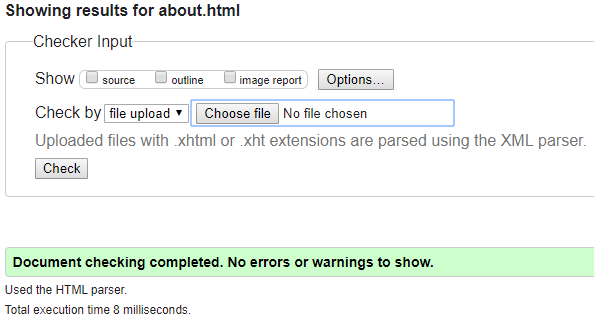 Showing results for about.html
Checker Input
Show source outline image report Options...
Check by file upload Choose file No file chosen
Uploaded files with .xhtml or .xht extensions are parsed using the XML parser.
Check
Document checking completed. No errors or warnings to show.
Used the HTML parser.
Total execution time 8 milliseconds.